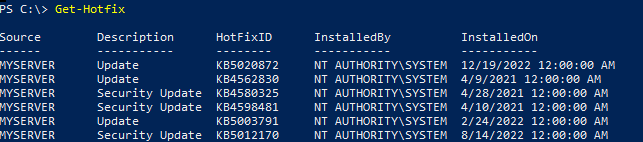 PS C:\> Get-Hotfix
Source Description HotFixID InstalledBy InstalledOn
------ ----------- -------- ----------- -----------
MYSERVER Update KB5020872 NT AUTHORITY\SYSTEM 12/19/2022 12:00:00 AM
MYSERVER Update KB4562830 NT AUTHORITY\SYSTEM 4/9/2021 12:00:00 AM
MYSERVER Security Update KB4580325 NT AUTHORITY\SYSTEM 4/28/2021 12:00:00 AM
MYSERVER Security Update KB4598481 NT AUTHORITY\SYSTEM 4/10/2021 12:00:00 AM
MYSERVER Update KB5003791 NT AUTHORITY\SYSTEM 2/24/2022 12:00:00 AM
MYSERVER Security Update KB5012170 NT AUTHORITY\SYSTEM 8/14/2022 12:00:00 AM